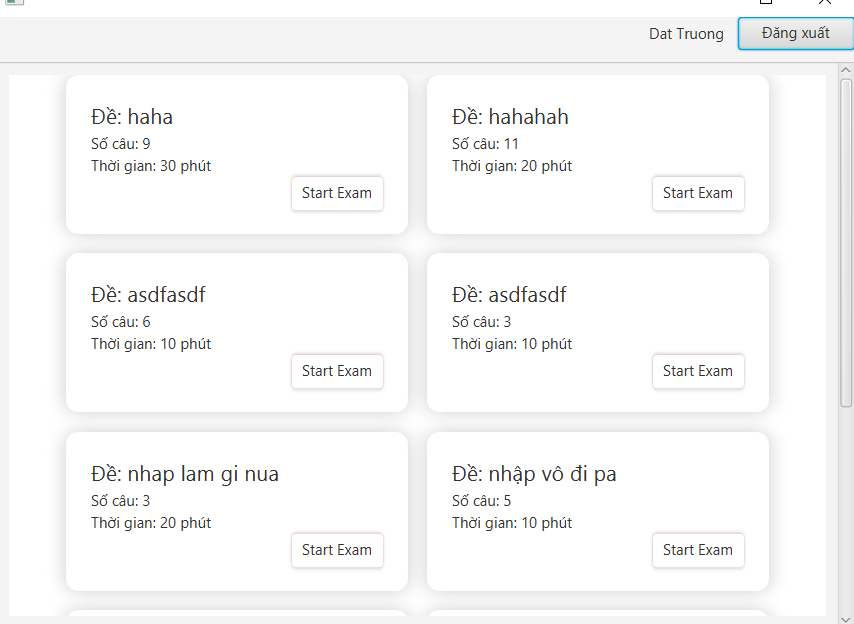 Dat Truong
Đăng xuất
Đề: haha
Số câu: 9
Thời gian: 30 phút
Start Exam
Đề: hahahah
Số câu: 11
Thời gian: 20 phút
Start Exam
Đề: asdfasdf
Số câu: 6
Thời gian: 10 phút
Start Exam
Đề: asdfasdf
Số câu: 3
Thời gian: 10 phút
Start Exam
Đề: nhap lam gi nua
Số câu: 3
Thời gian: 20 phút
Start Exam
Đề: nhập vô đi pa
Số câu: 5
Thời gian: 10 phút
Start Exam